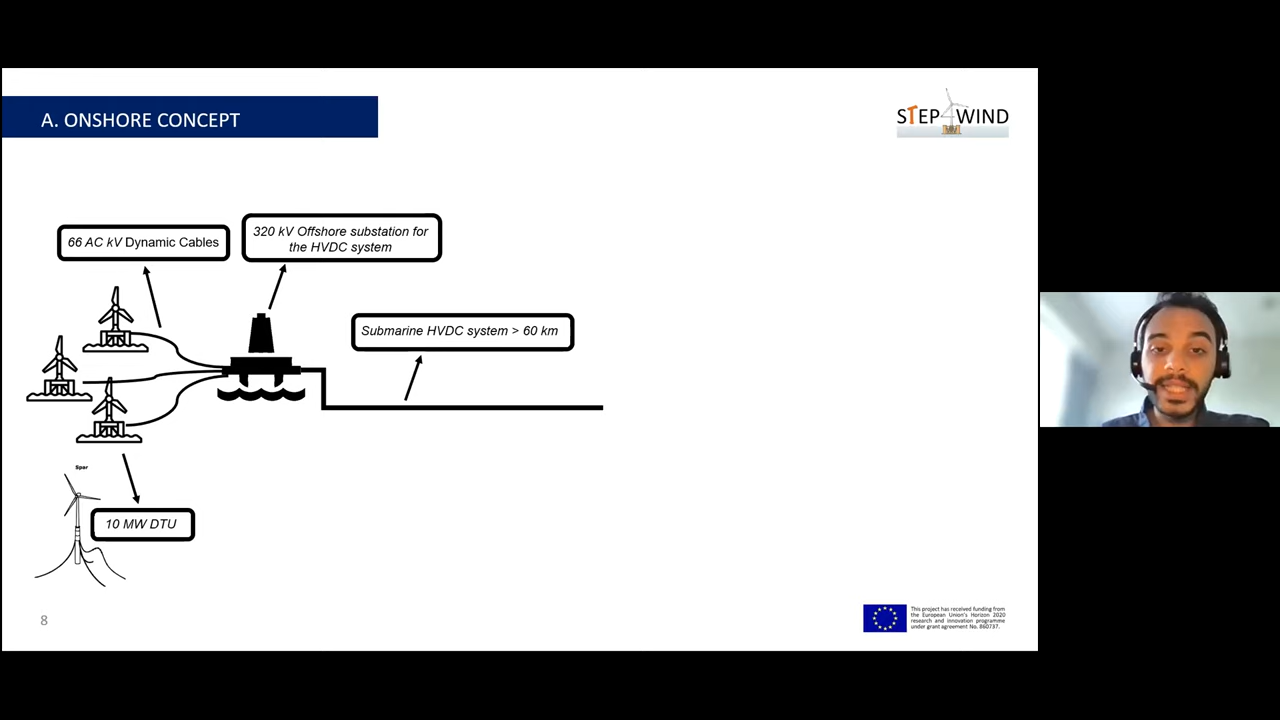 A. ONSHORE CONCEPT
STEP4WIND
66 AC kV Dynamic Cables
320 kV Offshore substation for
the HVDC system
Submarine HVDC system > 60 km
Spar
10 MW DTU
8
This project has received funding from
the European Union's Horizon 2020
research and innovation programme
under grant agreement No. 860737.